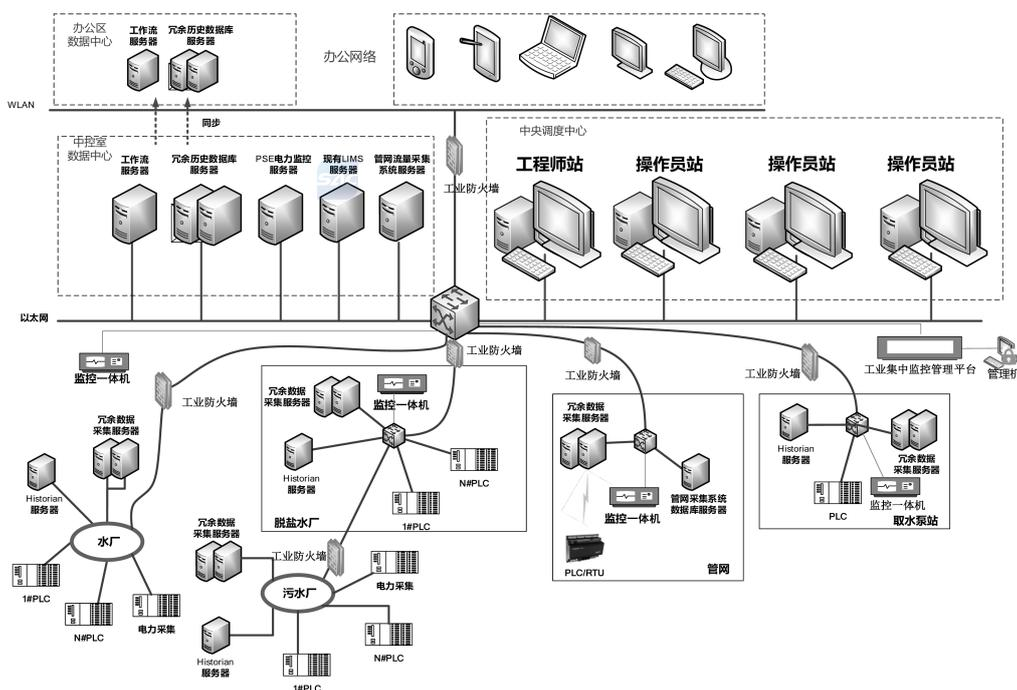 办公区
数据中心
工作流
服务器
冗余历史数据库
服务器
办公网络
WLAN
同步
中控室
数据中心
工作流
服务器
冗余历史数据库
服务器
PSE电力监控
服务器
现有LIMS
服务器
管网流量采集
系统服务器
工业防火墙
中央调度中心
工程师站
操作员站
操作员站
操作员站
以太网
监控一体机
工业防火墙
工业防火墙
工业防火墙
工业防火墙
工业集中监控管理平台
管理机
冗余数据
采集服务器
Historian
服务器
水厂
1#PLC
N#PLC
电力采集
冗余数据
采集服务器
监控一体机
Historian
服务器
N#PLC
1#PLC
脱盐水厂
冗余数据
采集服务器
工业防火墙
污水厂
电力采集
Historian
服务器
N#PLC
1#PLC
冗余数据
采集服务器
监控一体机
管网采集系统
数据库服务器
PLC/RTU
管网
Historian
服务器
冗余数据
采集服务器
PLC
监控一体机
取水泵站